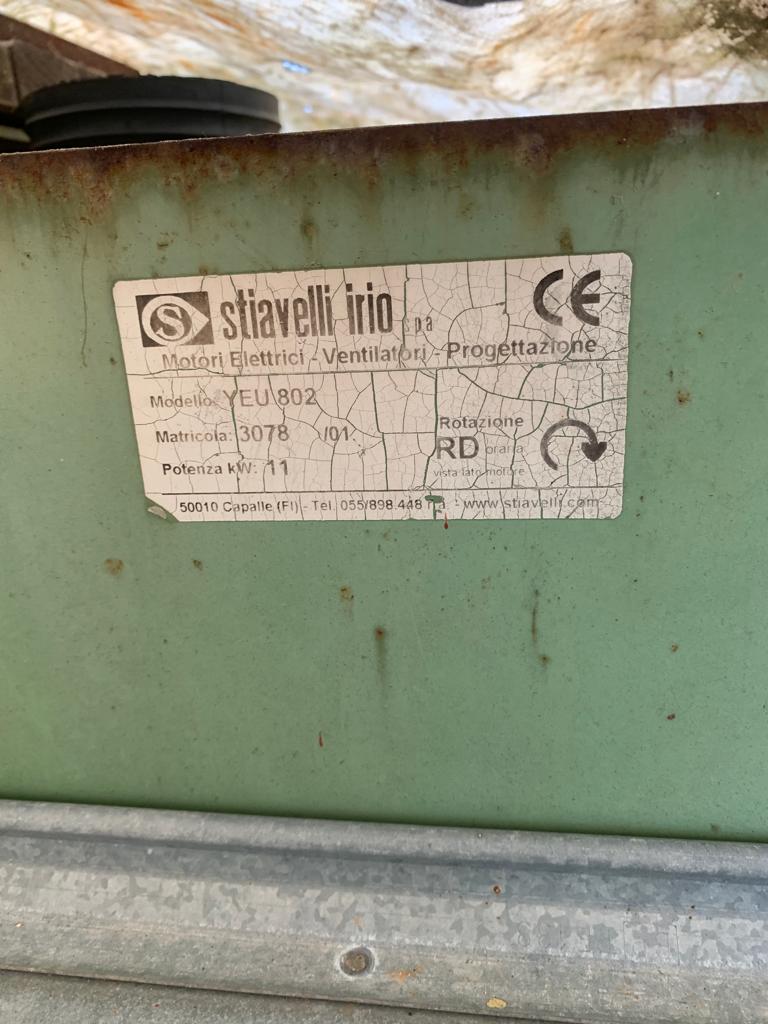 S stiavelli irio spa
CE
Motori Elettrici - Ventilatori - Progettazione
Modello: YEU 802
Matricola: 3078 /01.
Potenza kW: 11
Rotazione
RD oraria
vista lato motore
50010 Capalle (FI) - Tel. 055/898.448 r.a. - www.stiavelli.com